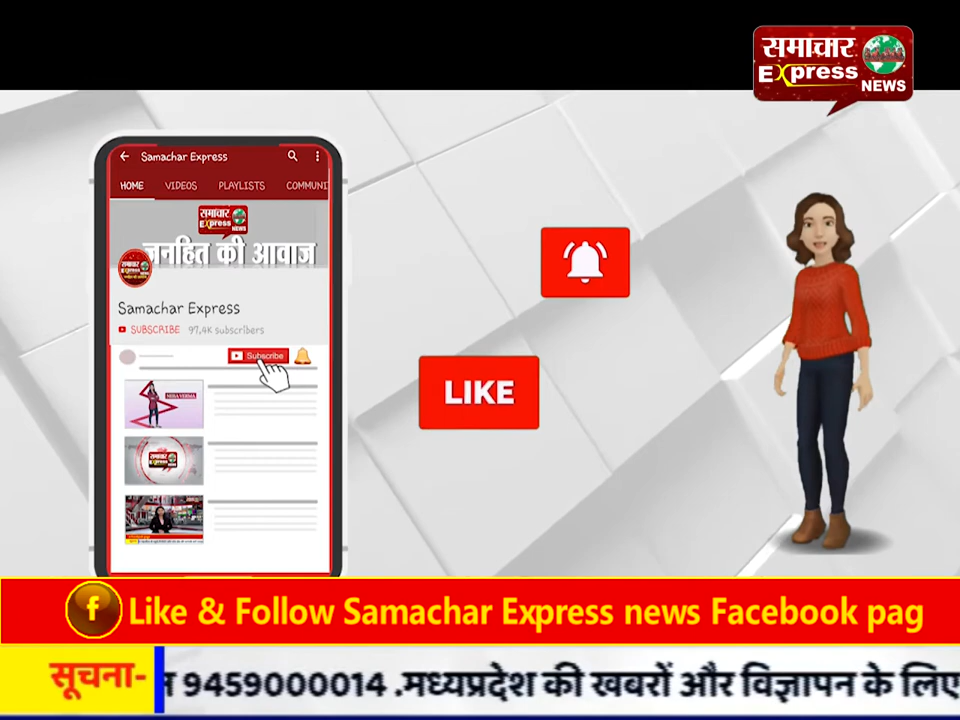 समाचार
Express
NEWS
Samachar Express
HOME VIDEOS PLAYLISTS COMMUNI
समाचार
Express
NEWS
जनहित की आवाज
Samachar Express
SUBSCRIBE 97.4K subscribers
Subscribe
LIKE
Like & Follow Samachar Express news Facebook pag
सूचना- 9459000014 .मध्यप्रदेश की खबरों और विज्ञापन के लिए